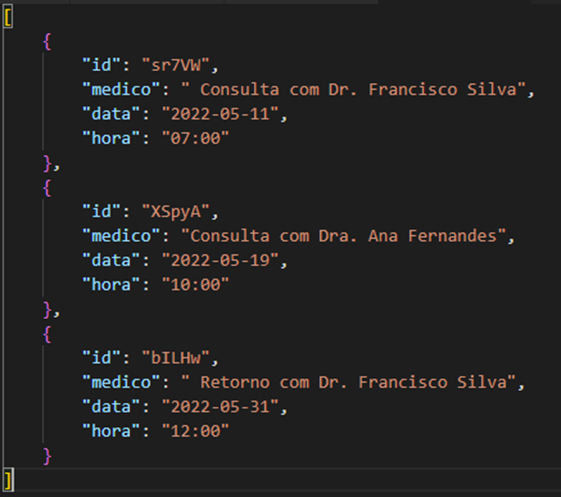 [
    {
        "id": "sr7VW",
        "medico": " Consulta com Dr. Francisco Silva",
        "data": "2022-05-11",
        "hora": "07:00"
    },
    {
        "id": "XSpyA",
        "medico": "Consulta com Dra. Ana Fernandes",
        "data": "2022-05-19",
        "hora": "10:00"
    },
    {
        "id": "bILHw",
        "medico": " Retorno com Dr. Francisco Silva",
        "data": "2022-05-31",
        "hora": "12:00"
    }
]